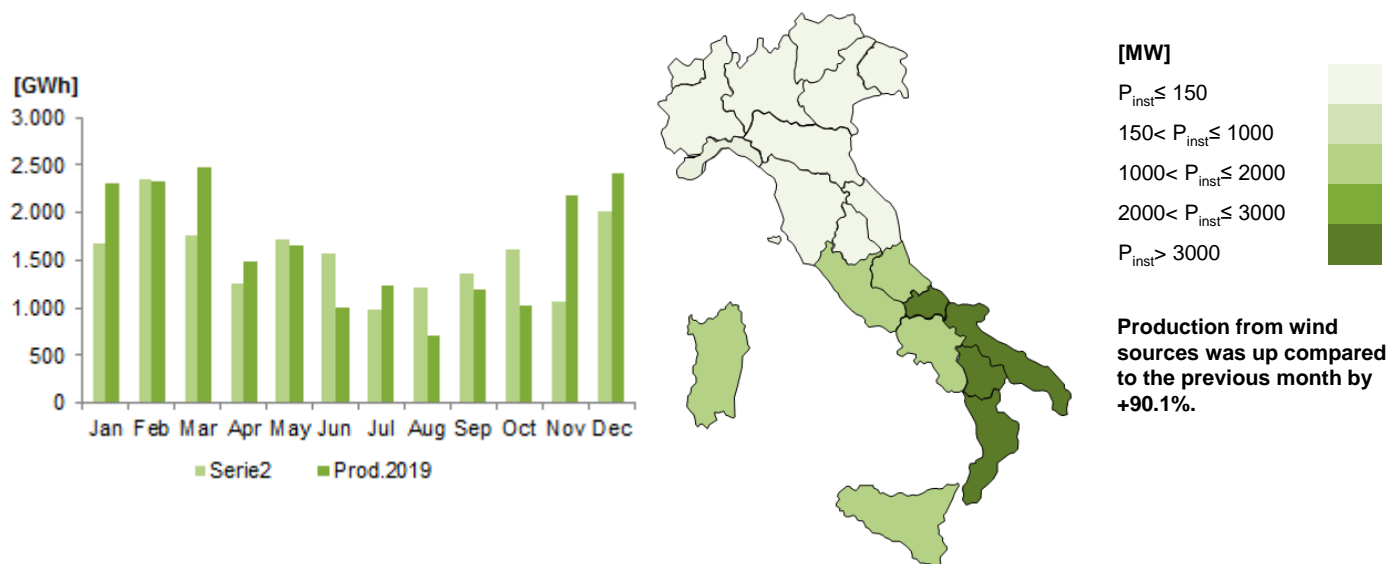 [GWh]
3.000
2.500
2.000
1.500
1.000
500
0
Jan Feb Mar Apr May Jun Jul Aug Sep Oct Nov Dec
Serie2 Prod.2019
[MW]
Pinst≤ 150
150< Pinst≤ 1000
1000< Pinst≤ 2000
2000< Pinst≤ 3000
Pinst> 3000
Production from wind
sources was up compared
to the previous month by
+90.1%.